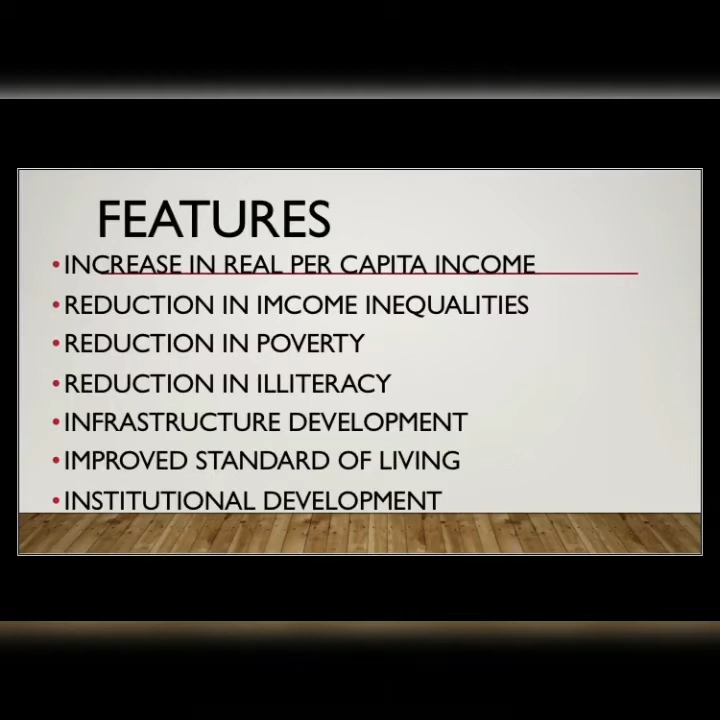 FEATURES
•INCREASE IN REAL PER CAPITA INCOME
•REDUCTION IN IMCOME INEQUALITIES
•REDUCTION IN POVERTY
•REDUCTION IN ILLITERACY
•INFRASTRUCTURE DEVELOPMENT
•IMPROVED STANDARD OF LIVING
•INSTITUTIONAL DEVELOPMENT